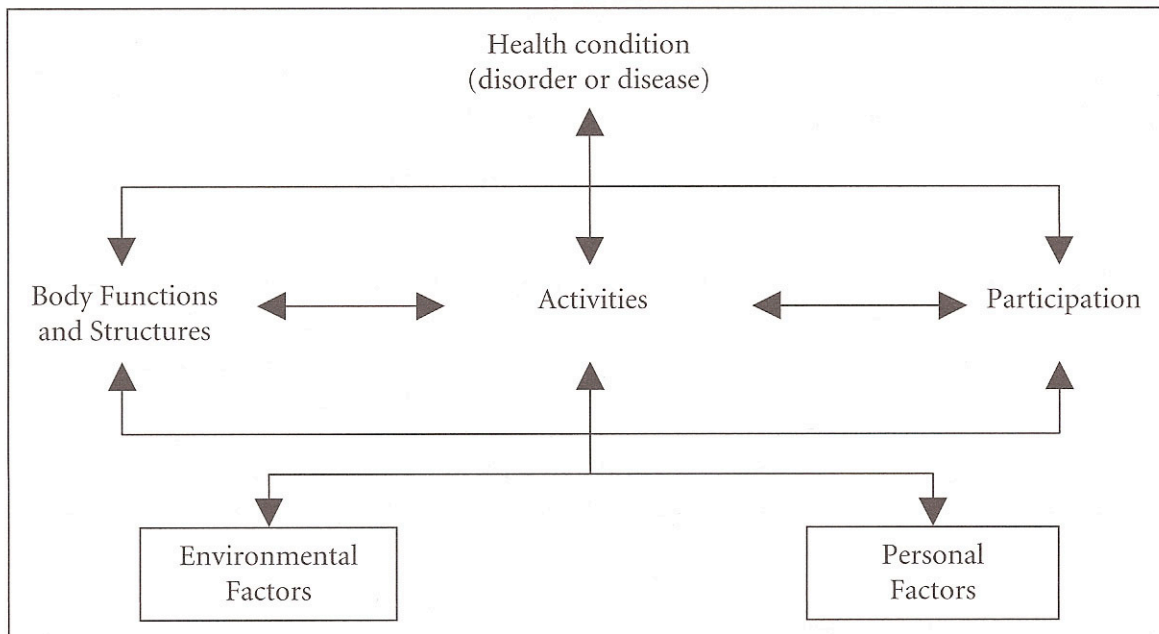 Health condition
(disorder or disease)
Body Functions
and Structures
Activities
Participation
Environmental
Factors
Personal
Factors